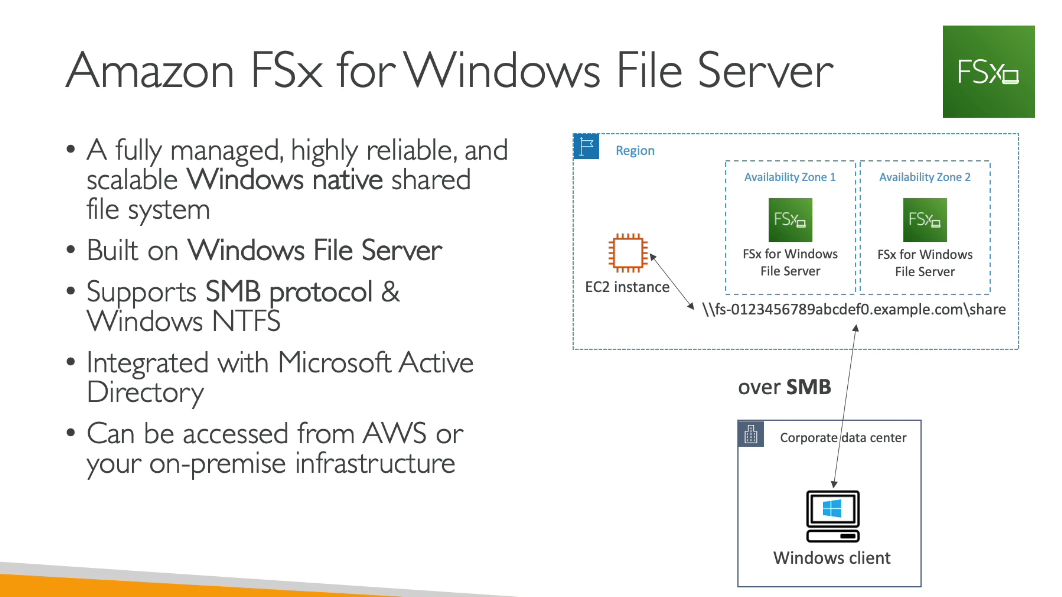 Amazon FSx for Windows File Server
FSx
• A fully managed, highly reliable, and
scalable Windows native shared
file system
• Built on Windows File Server
• Supports SMB protocol &
Windows NTFS
• Integrated with Microsoft Active
Directory
• Can be accessed from AWS or
your on-premise infrastructure
Region
Availability Zone 1
FSx
FSx for Windows
File Server
Availability Zone 2
FSx
FSx for Windows
File Server
EC2 instance
\\fs-0123456789abcdef0.example.com\share
over SMB
Corporate data center
Windows client